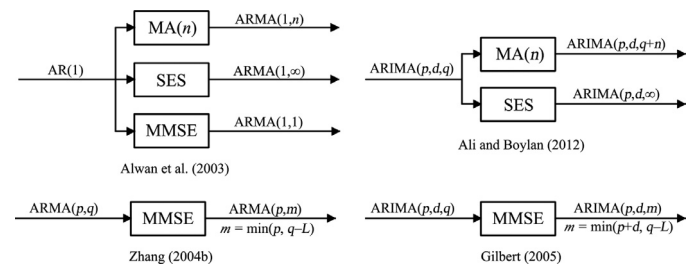 AR(1)
MA(n)
ARMA(1,n)
SES
ARMA(1,∞)
MMSE
ARMA(1,1)
Alwan et al. (2003)
ARIMA(p,d,q)
MA(n)
ARIMA(p,d,q+n)
SES
ARIMA(p,d,∞)
Ali and Boylan (2012)
ARMA(p,q)
MMSE
ARMA(p,m)
m = min(p, q–L)
Zhang (2004b)
ARIMA(p,d,q)
MMSE
ARIMA(p,d,m)
m = min(p+d, q–L)
Gilbert (2005)